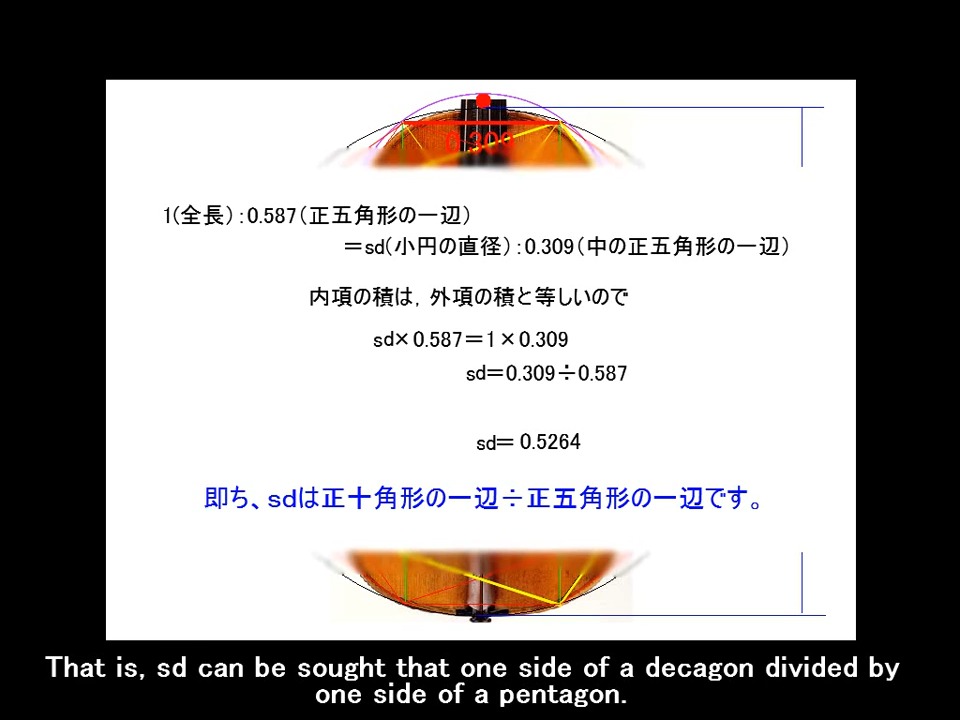 0.309
1(全長):0.587(正五角形の一辺)
=sd(小円の直径):0.309(中の正五角形の一辺)
内項の積は,外項の積と等しいので
sd×0.587=1×0.309
sd=0.309÷0.587
sd=0.5264
即ち、sdは正十角形の一辺÷正五角形の一辺です。
That is, sd can be sought that one side of a decagon divided by
one side of a pentagon.